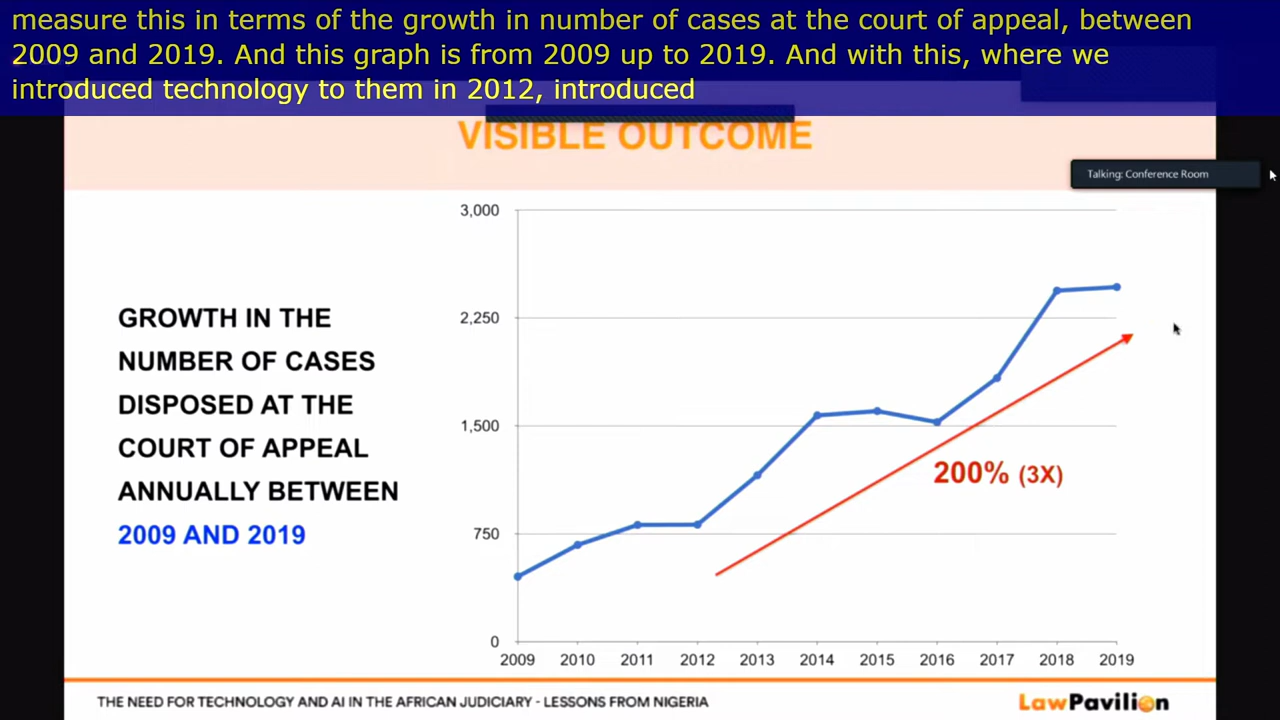 measure this in terms of the growth in number of cases at the court of appeal, between
2009 and 2019. And this graph is from 2009 up to 2019. And with this, where we
introduced technology to them in 2012, introduced
VISIBLE OUTCOME
Talking: Conference Room
GROWTH IN THE
NUMBER OF CASES
DISPOSED AT THE
COURT OF APPEAL
ANNUALLY BETWEEN
2009 AND 2019
3,000
2,250
1,500
750
0
200% (3X)
2009 2010 2011 2012 2013 2014 2015 2016 2017 2018 2019
THE NEED FOR TECHNOLOGY AND AI IN THE AFRICAN JUDICIARY - LESSONS FROM NIGERIA
LawPavilion